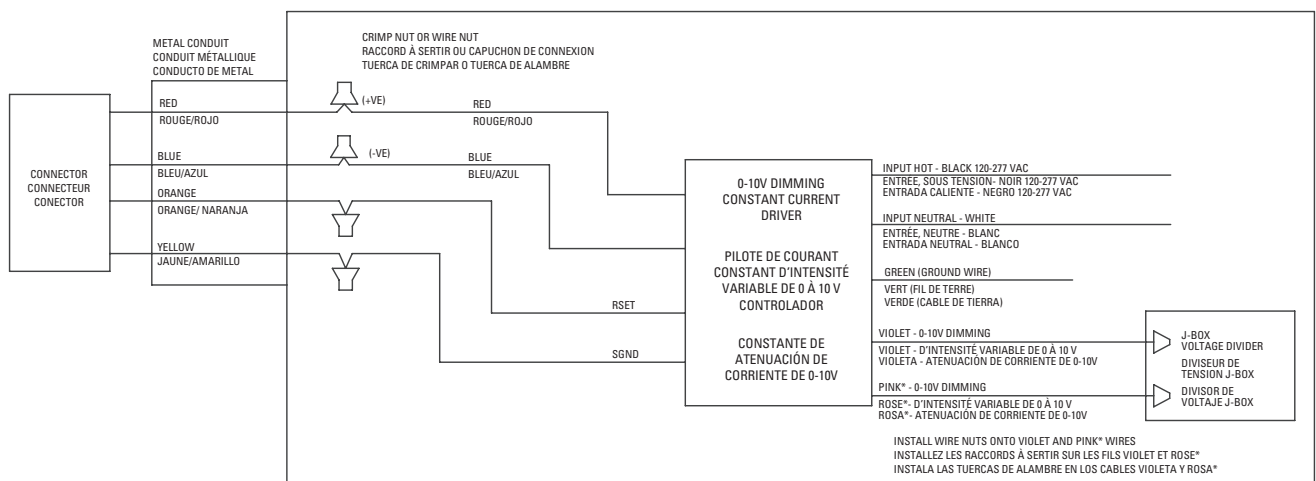 METAL CONDUIT
CONDUIT MÉTALLIQUE
CONDUCTO DE METAL
CRIMP NUT OR WIRE NUT
RACCORD À SERTIR OU CAPUCHON DE CONNEXION
TUERCA DE CRIMPAR O TUERCA DE ALAMBRE
CONNECTOR
CONNECTEUR
CONECTOR
RED
ROUGE/ROJO
BLUE
BLEU/AZUL
ORANGE
ORANGE/ NARANJA
YELLOW
JAUNE/AMARILLO
(+VE)
(-VE)
RED
ROUGE/ROJO
BLUE
BLEU/AZUL
RSET
SGND
0-10V DIMMING
CONSTANT CURRENT
DRIVER
PILOTE DE COURANT
CONSTANT D'INTENSITÉ
VARIABLE DE 0 À 10 V
CONTROLADOR
CONSTANTE DE
ATENUACIÓN DE
CORRIENTE DE 0-10V
INPUT HOT - BLACK 120-277 VAC
ENTRÉE, SOUS TENSION- NOIR 120-277 VAC
ENTRADA CALIENTE - NEGRO 120-277 VAC
INPUT NEUTRAL - WHITE
ENTRÉE, NEUTRE - BLANC
ENTRADA NEUTRAL - BLANCO
GREEN (GROUND WIRE)
VERT (FIL DE TERRE)
VERDE (CABLE DE TIERRA)
VIOLET - 0-10V DIMMING
VIOLET - D'INTENSITÉ VARIABLE DE 0 À 10 V
VIOLETA - ATENUACIÓN DE CORRIENTE DE 0-10V
PINK* - 0-10V DIMMING
ROSE*- D'INTENSITÉ VARIABLE DE 0 À 10 V
ROSA*- ATENUACIÓN DE CORRIENTE DE 0-10V
J-BOX
VOLTAGE DIVIDER
DIVISEUR DE
TENSION J-BOX
DIVISOR DE
VOLTAJE J-BOX
INSTALL WIRE NUTS ONTO VIOLET AND PINK* WIRES
INSTALLEZ LES RACCORDS À SERTIR SUR LES FILS VIOLET ET ROSE*
INSTALA LAS TUERCAS DE ALAMBRE EN LOS CABLES VIOLETA Y ROSA*